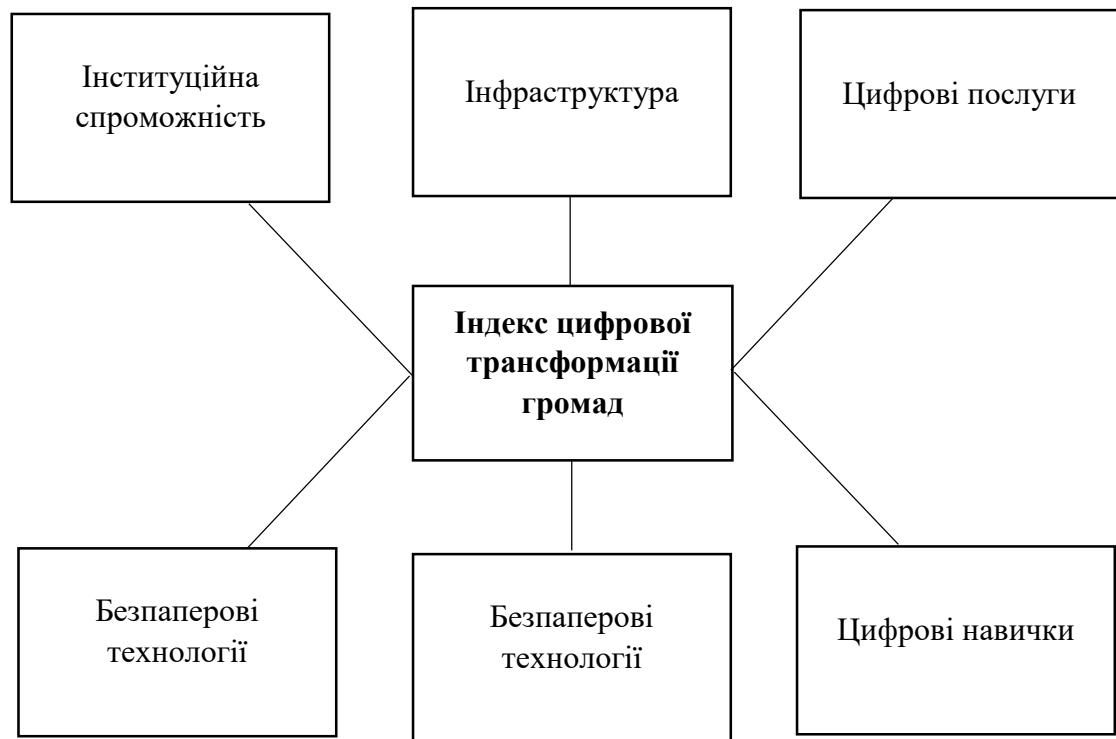 Інституційна
спроможність
Інфраструктура
Цифрові послуги
Індекс цифрової
трансформації
громад
Безпаперові
технології
Безпаперові
технології
Цифрові навички